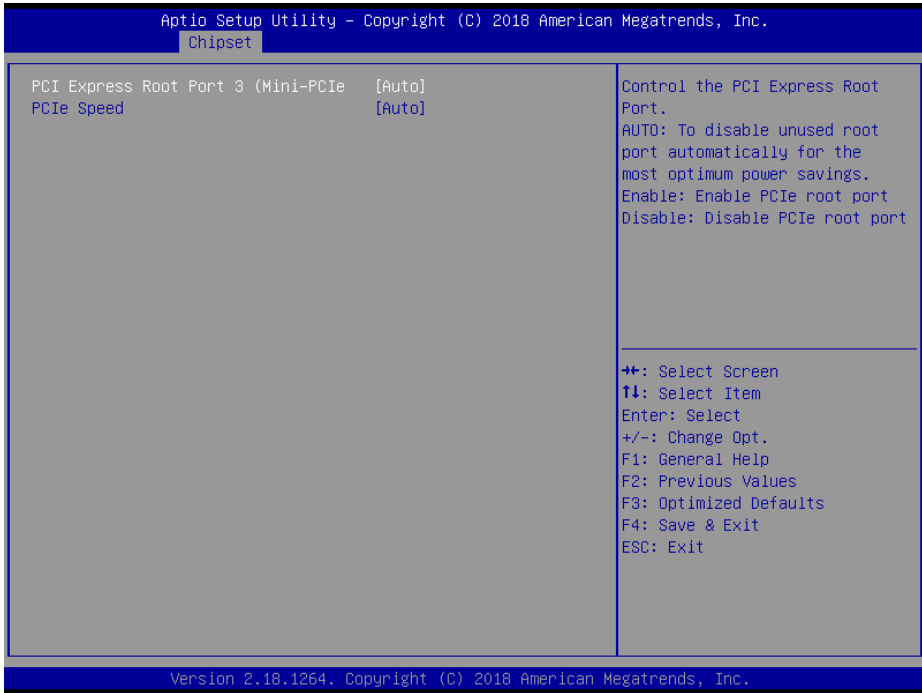 Aptio Setup Utility – Copyright (C) 2018 American Megatrends, Inc.
Chipset
PCI Express Root Port 3 (Mini-PCIe [Auto]
PCIe Speed [Auto]
Control the PCI Express Root
Port.
AUTO: To disable unused root
port automatically for the
most optimum power savings.
Enable: Enable PCIe root port
Disable: Disable PCIe root port
→←: Select Screen
↑↓: Select Item
Enter: Select
+/-: Change Opt.
F1: General Help
F2: Previous Values
F3: Optimized Defaults
F4: Save & Exit
ESC: Exit
Version 2.18.1264. Copyright (C) 2018 American Megatrends, Inc.